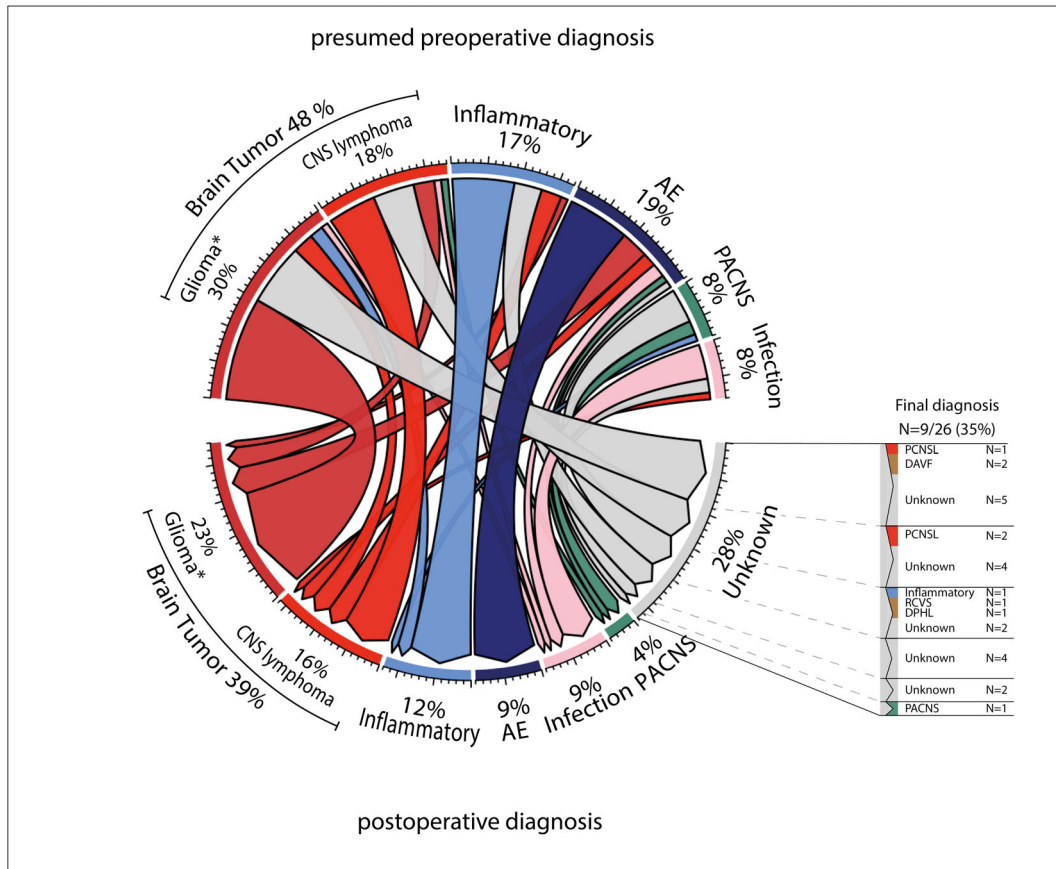 presumed preoperative diagnosis
Brain Tumor 48 %
Glioma*
30%
CNS lymphoma
18%
Inflammatory
17%
AE
19%
PACNS
8%
Infection
8%
Glioma*
23%
Brain Tumor 39%
CNS lymphoma
16%
Inflammatory
12%
AE
9%
Infection
9%
PACNS
4%
Unknown
28%
Final diagnosis
N=9/26 (35%)
PCNSL N=1
DAVF N=2
Unknown N=5
PCNSL N=2
Unknown N=4
Inflammatory N=1
RCVS N=1
DPHL N=1
Unknown N=2
Unknown N=4
Unknown N=2
PACNS N=1
postoperative diagnosis